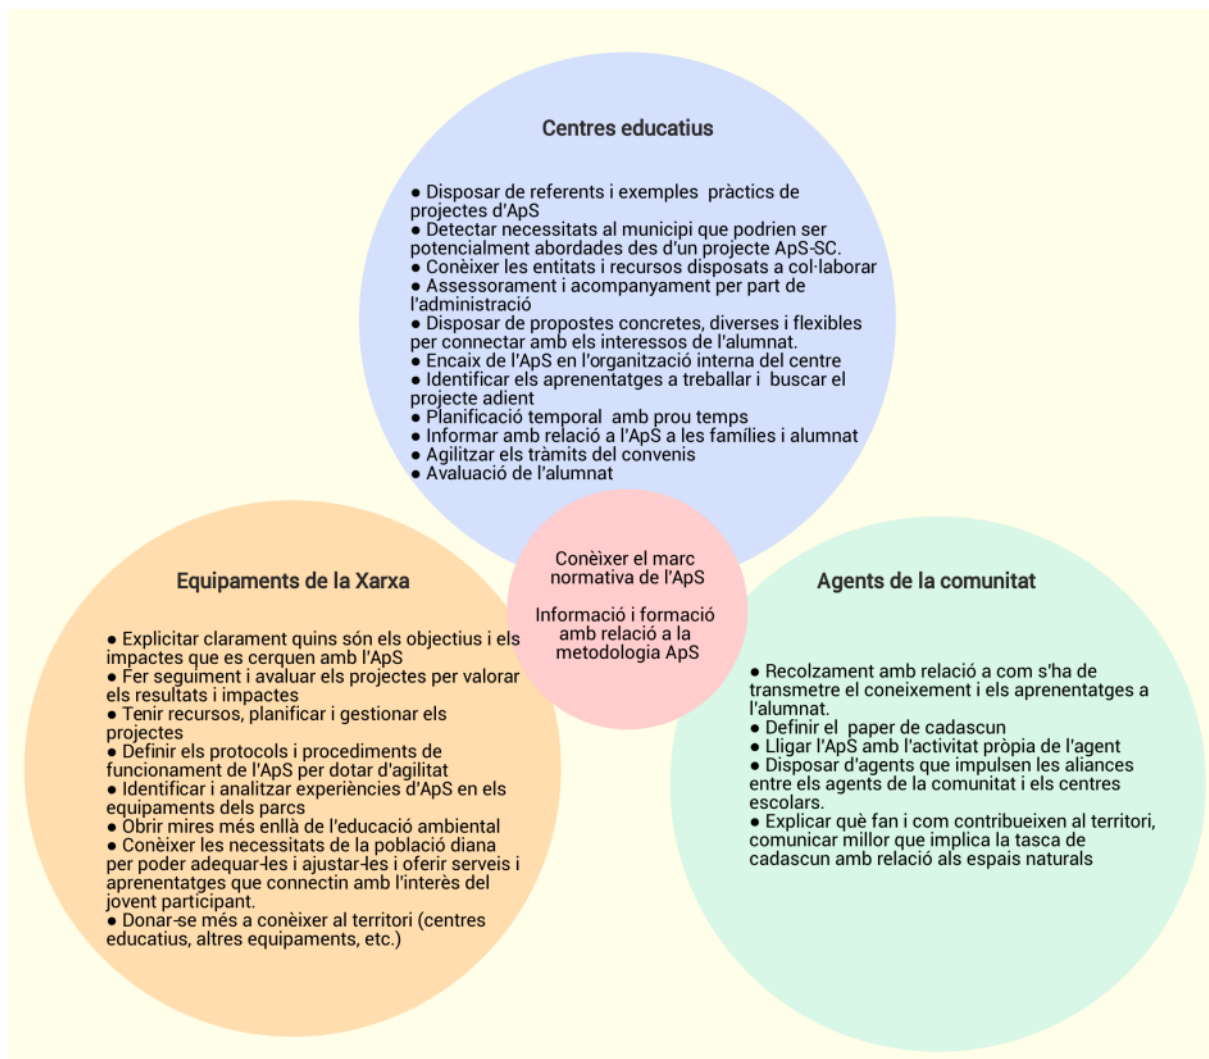 Centres educatius
● Disposar de referents i exemples  pràctics de
projectes d'ApS
● Detectar necessitats al municipi que podrien ser
potencialment abordades des d'un projecte ApS-SC.
● Conèixer les entitats i recursos disposats a col·laborar
● Assessorament i acompanyament per part de
l'administració
● Disposar de propostes concretes, diverses i flexibles
per connectar amb els interessos de l'alumnat.
● Encaix de l'ApS en l'organització interna del centre
● Identificar els aprenentatges a treballar i  buscar el
projecte adient
● Planificació temporal  amb prou temps
● Informar amb relació a l'ApS a les famílies i alumnat
● Agilitzar els tràmits del convenis
● Avaluació de l'alumnat
Conèìxer el marc
normativa de l'ApS
Informació i formació
amb relació a la
metodologia ApS
Equipaments de la Xarxa
● Explicitar clarament quins són els objectius i els
impactes que es cerquen amb l'ApS
● Fer seguiment i avaluar els projectes per valorar
els resultats i impactes
● Tenir recursos, planificar i gestionar els
projectes
● Definir els protocols i procediments de
funcionament de l'ApS per dotar d'agilitat
● Identificar i analitzar experiències d'ApS en els
equipaments dels parcs
● Obrir mires més enllà de l'educació ambiental
● Conèixer les necessitats de la població diana
per poder adequar-les i ajustar-les i oferir serveis i
aprenentatges que connectin amb l'interès del
jovent participant.
● Donar-se més a conèixer al territori (centres
educatius, altres equipaments, etc.)
Agents de la comunitat
● Recolzament amb relació a com s'ha de
transmetre el coneixement i els aprenentatges a
l'alumnat.
● Definir el  paper de cadascun
● Lligar l'ApS amb l'activitat pròpia de l'agent
● Disposar d'agents que impulsen les aliances
entre els agents de la comunitat i els centres
escolars.
● Explicar què fan i com contribueixen al territori,
comunicar millor que implica la tasca de
cadascun amb relació als espais naturals